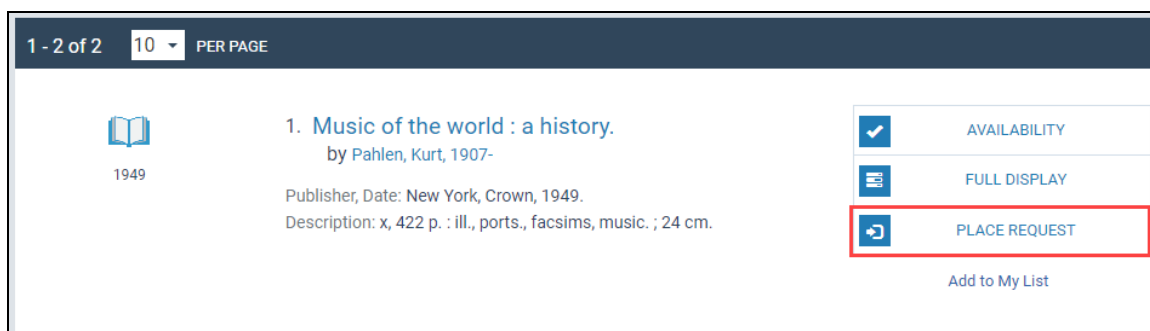 1 - 2 of 2 10 PER PAGE
1. Music of the world : a history.
by Pahlen, Kurt, 1907-
1949
Publisher, Date: New York, Crown, 1949.
Description: x, 422 p. : ill., ports., facsims, music. ; 24 cm.
AVAILABILITY
FULL DISPLAY
PLACE REQUEST
Add to My List